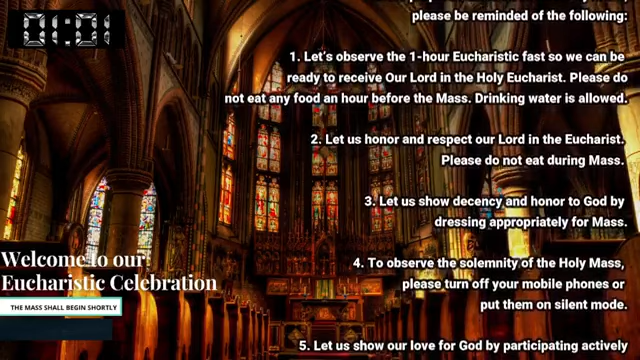 01:01
please be reminded of the following:
1. Let's observe the 1-hour Eucharistic fast so we can be
ready to receive Our Lord in the Holy Eucharist. Please do
not eat any food an hour before the Mass. Drinking water is allowed.
2. Let us honor and respect our Lord in the Eucharist.
Please do not eat during Mass.
3. Let us show decency and honor to God by
dressing appropriately for Mass.
4. To observe the solemnity of the Holy Mass,
please turn off your mobile phones or
put them on silent mode.
5. Let us show our love for God by participating actively
Welcome to our
Eucharistic Celebration
THE MASS SHALL BEGIN SHORTLY